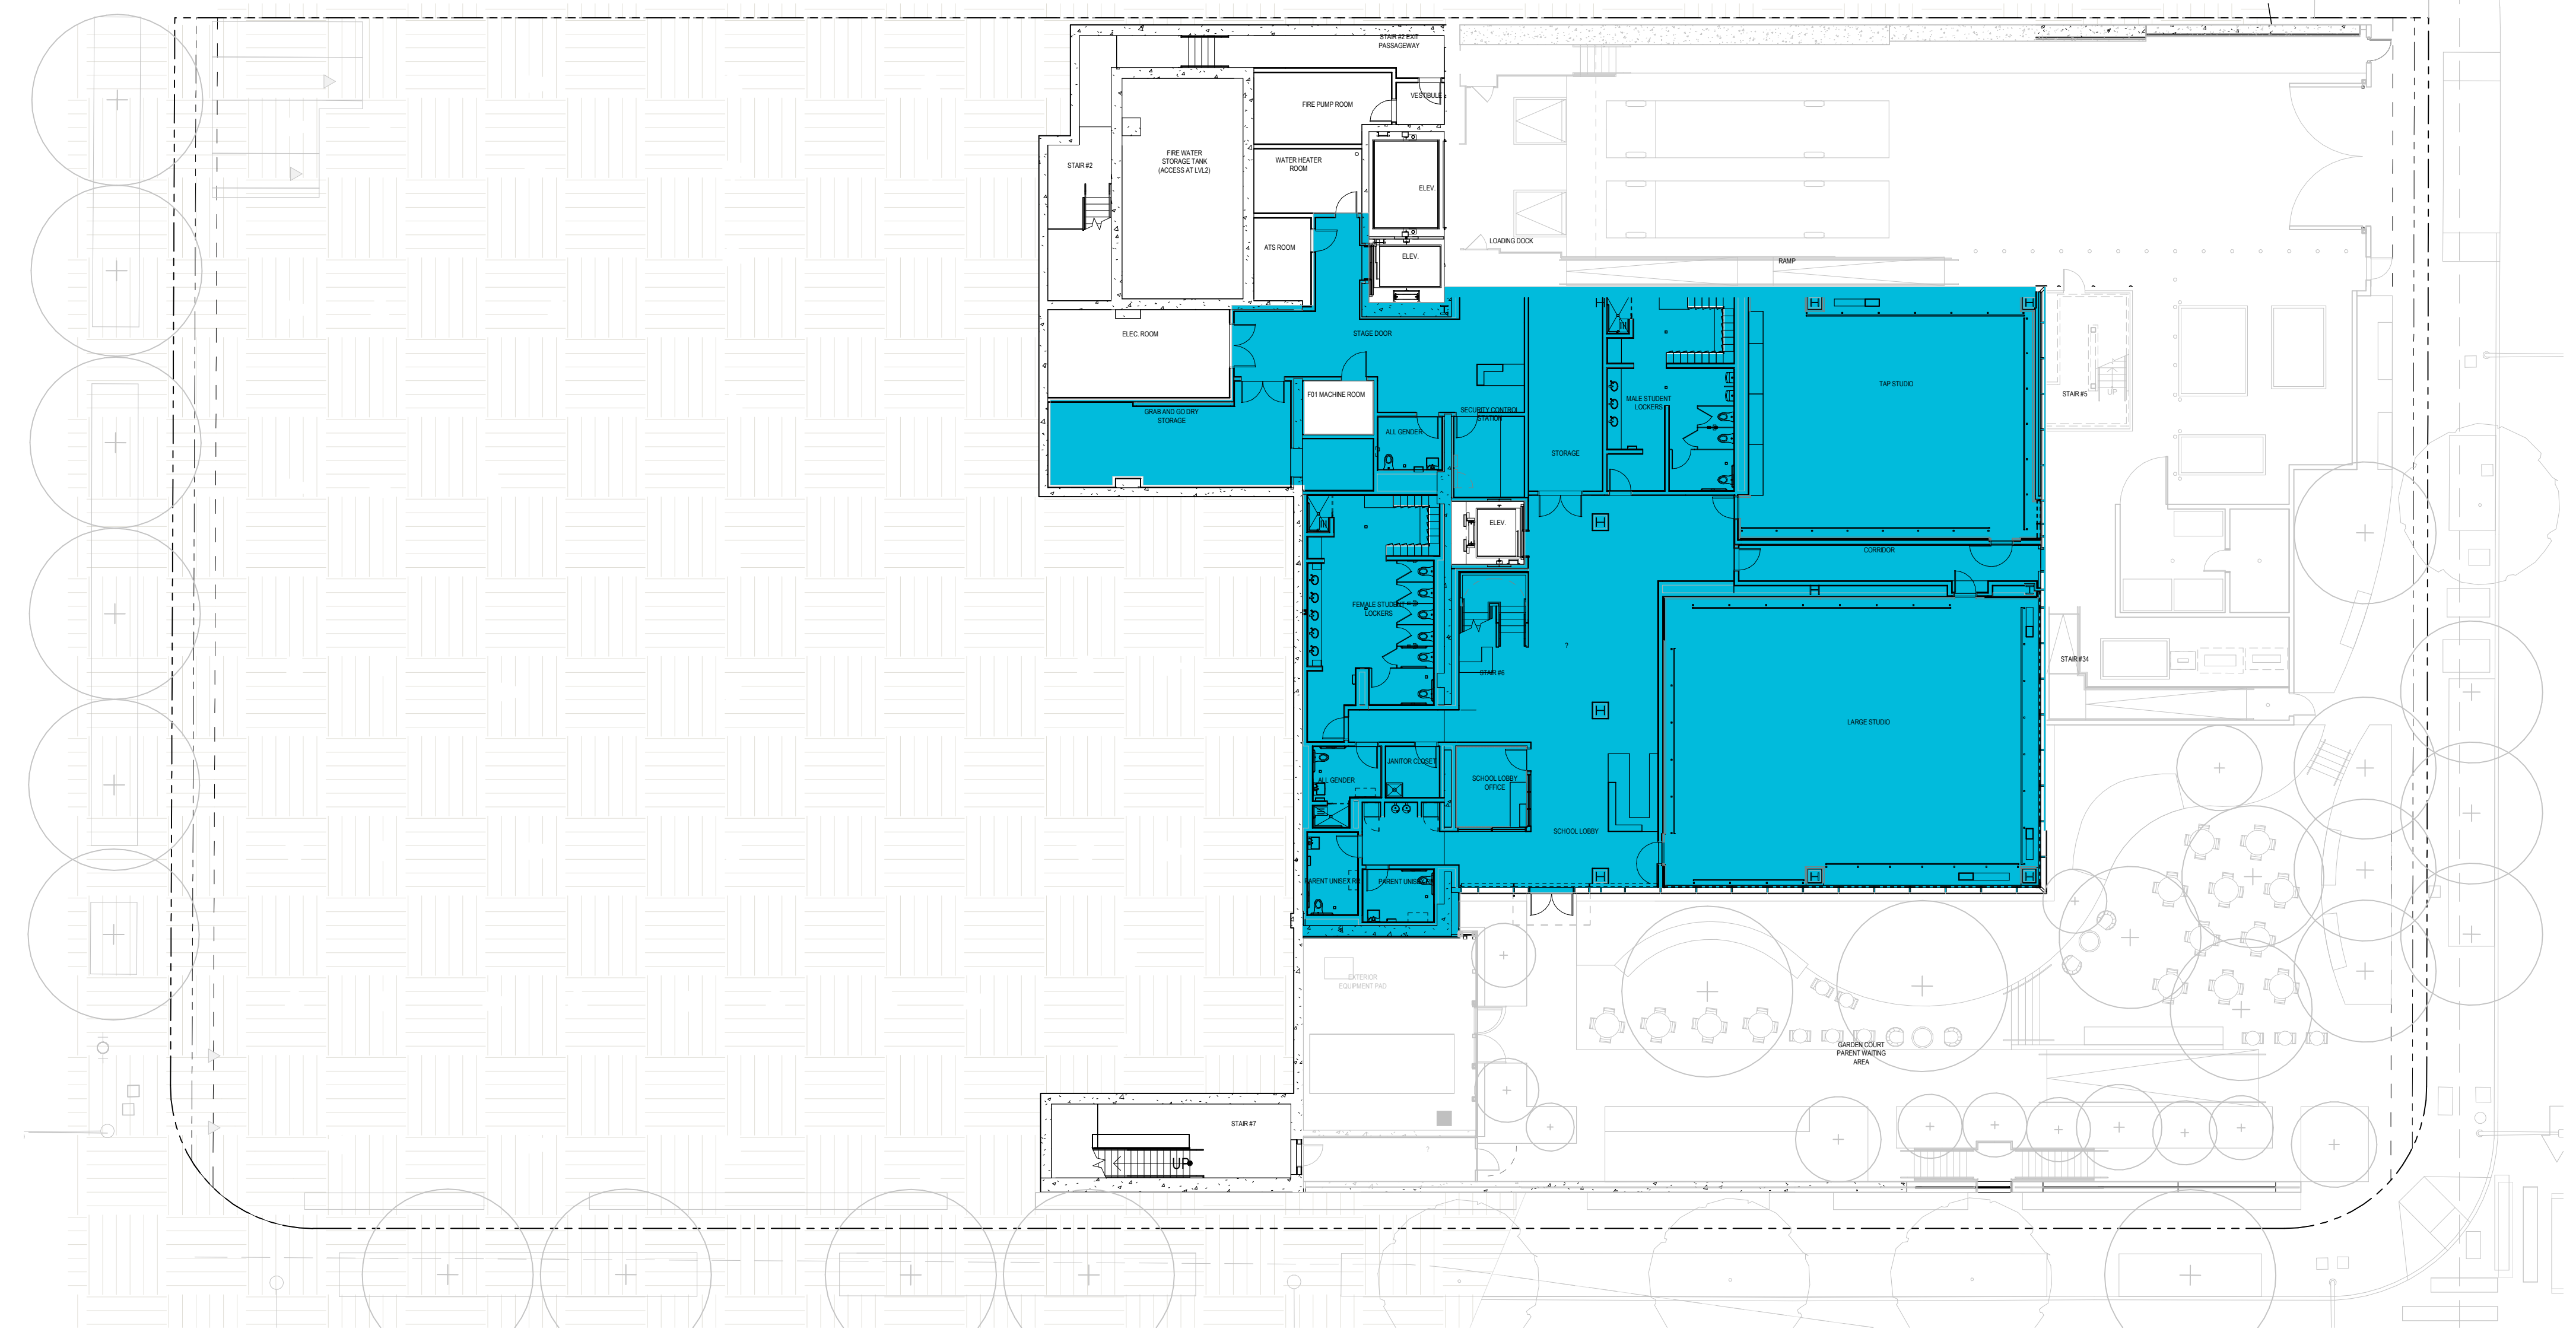 STAIR #2 EXIT
PASSAGEWAY
FIRE PUMP ROOM
VESTIBULE
STAIR #2
FIRE WATER
STORAGE TANK
(ACCESS AT LVL2)
WATER HEATER
ROOM
ELEV.
ATS ROOM
ELEV.
LOADING DOCK
RAMP
ELEC. ROOM
STAGE DOOR
TAP STUDIO
F01 MACHINE ROOM
STAIR #5
GRAB AND GO DRY
STORAGE
SECURITY CONTROL
STATION
MALE STUDENT
LOCKERS
ALL GENDER
STORAGE
ELEV.
CORRIDOR
FEMALE STUDENT
LOCKERS
?
STAIR #6
STAIR #34
LARGE STUDIO
JANITOR CLOSET
ALL GENDER
SCHOOL LOBBY
OFFICE
SCHOOL LOBBY
PARENT UNISEX RR
PARENT UNISEX
EXTERIOR
EQUIPMENT PAD
GARDEN COURT
PARENT WAITING
AREA
STAIR #7
UP
?